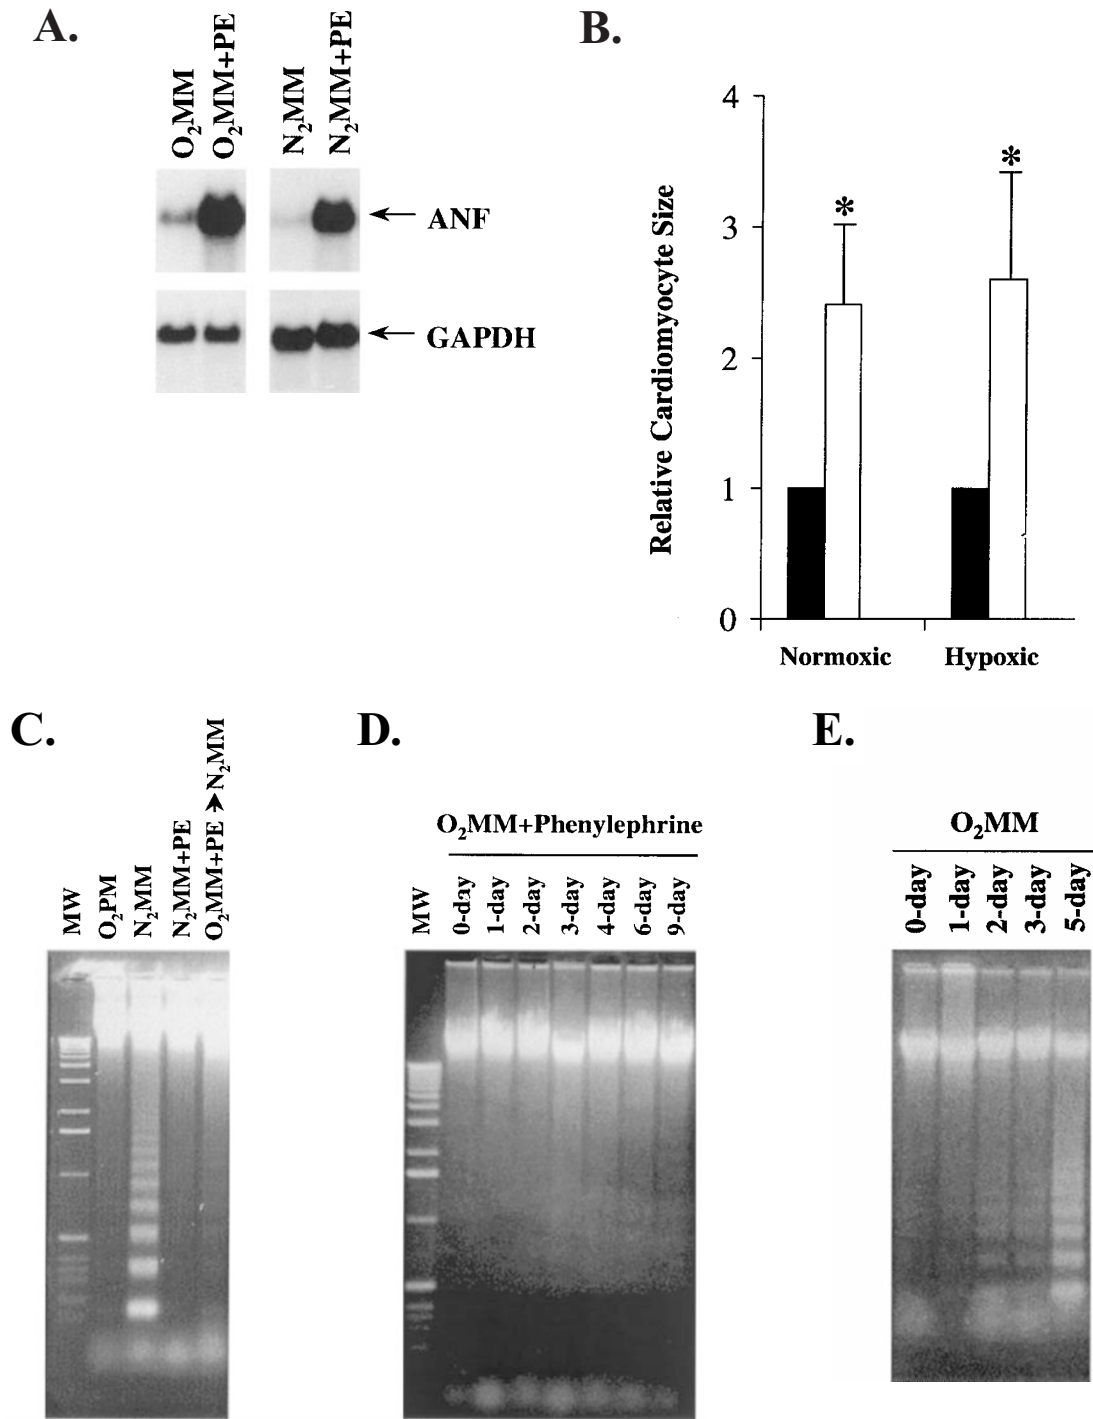 A.
O₂MM
O₂MM+PE
N₂MM
N₂MM+PE
ANF
GAPDH
B.
4
3
2
1
0
Relative Cardiomyocyte Size
*
*
Normoxic
Hypoxic
C.
MW
O₂PM
N₂MM
N₂MM+PE
O₂MM+PE➔N₂MM
D.
O₂MM+Phenylephrine
MW
0-day
1-day
2-day
3-day
4-day
6-day
9-day
E.
O₂MM
0-day
1-day
2-day
3-day
5-day